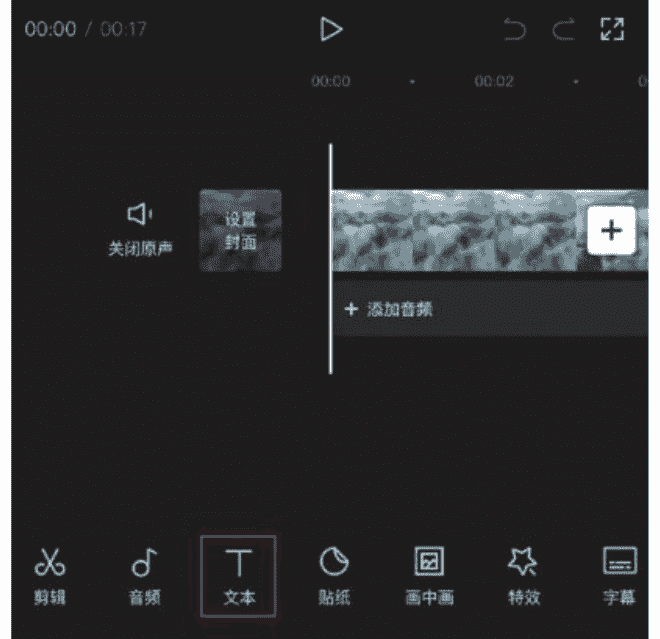 00:00 / 00:17
00:00
00:02
设置
封面
关闭原声
+ 添加音频
剪辑
音频
文本
贴纸
画中画
特效
字幕